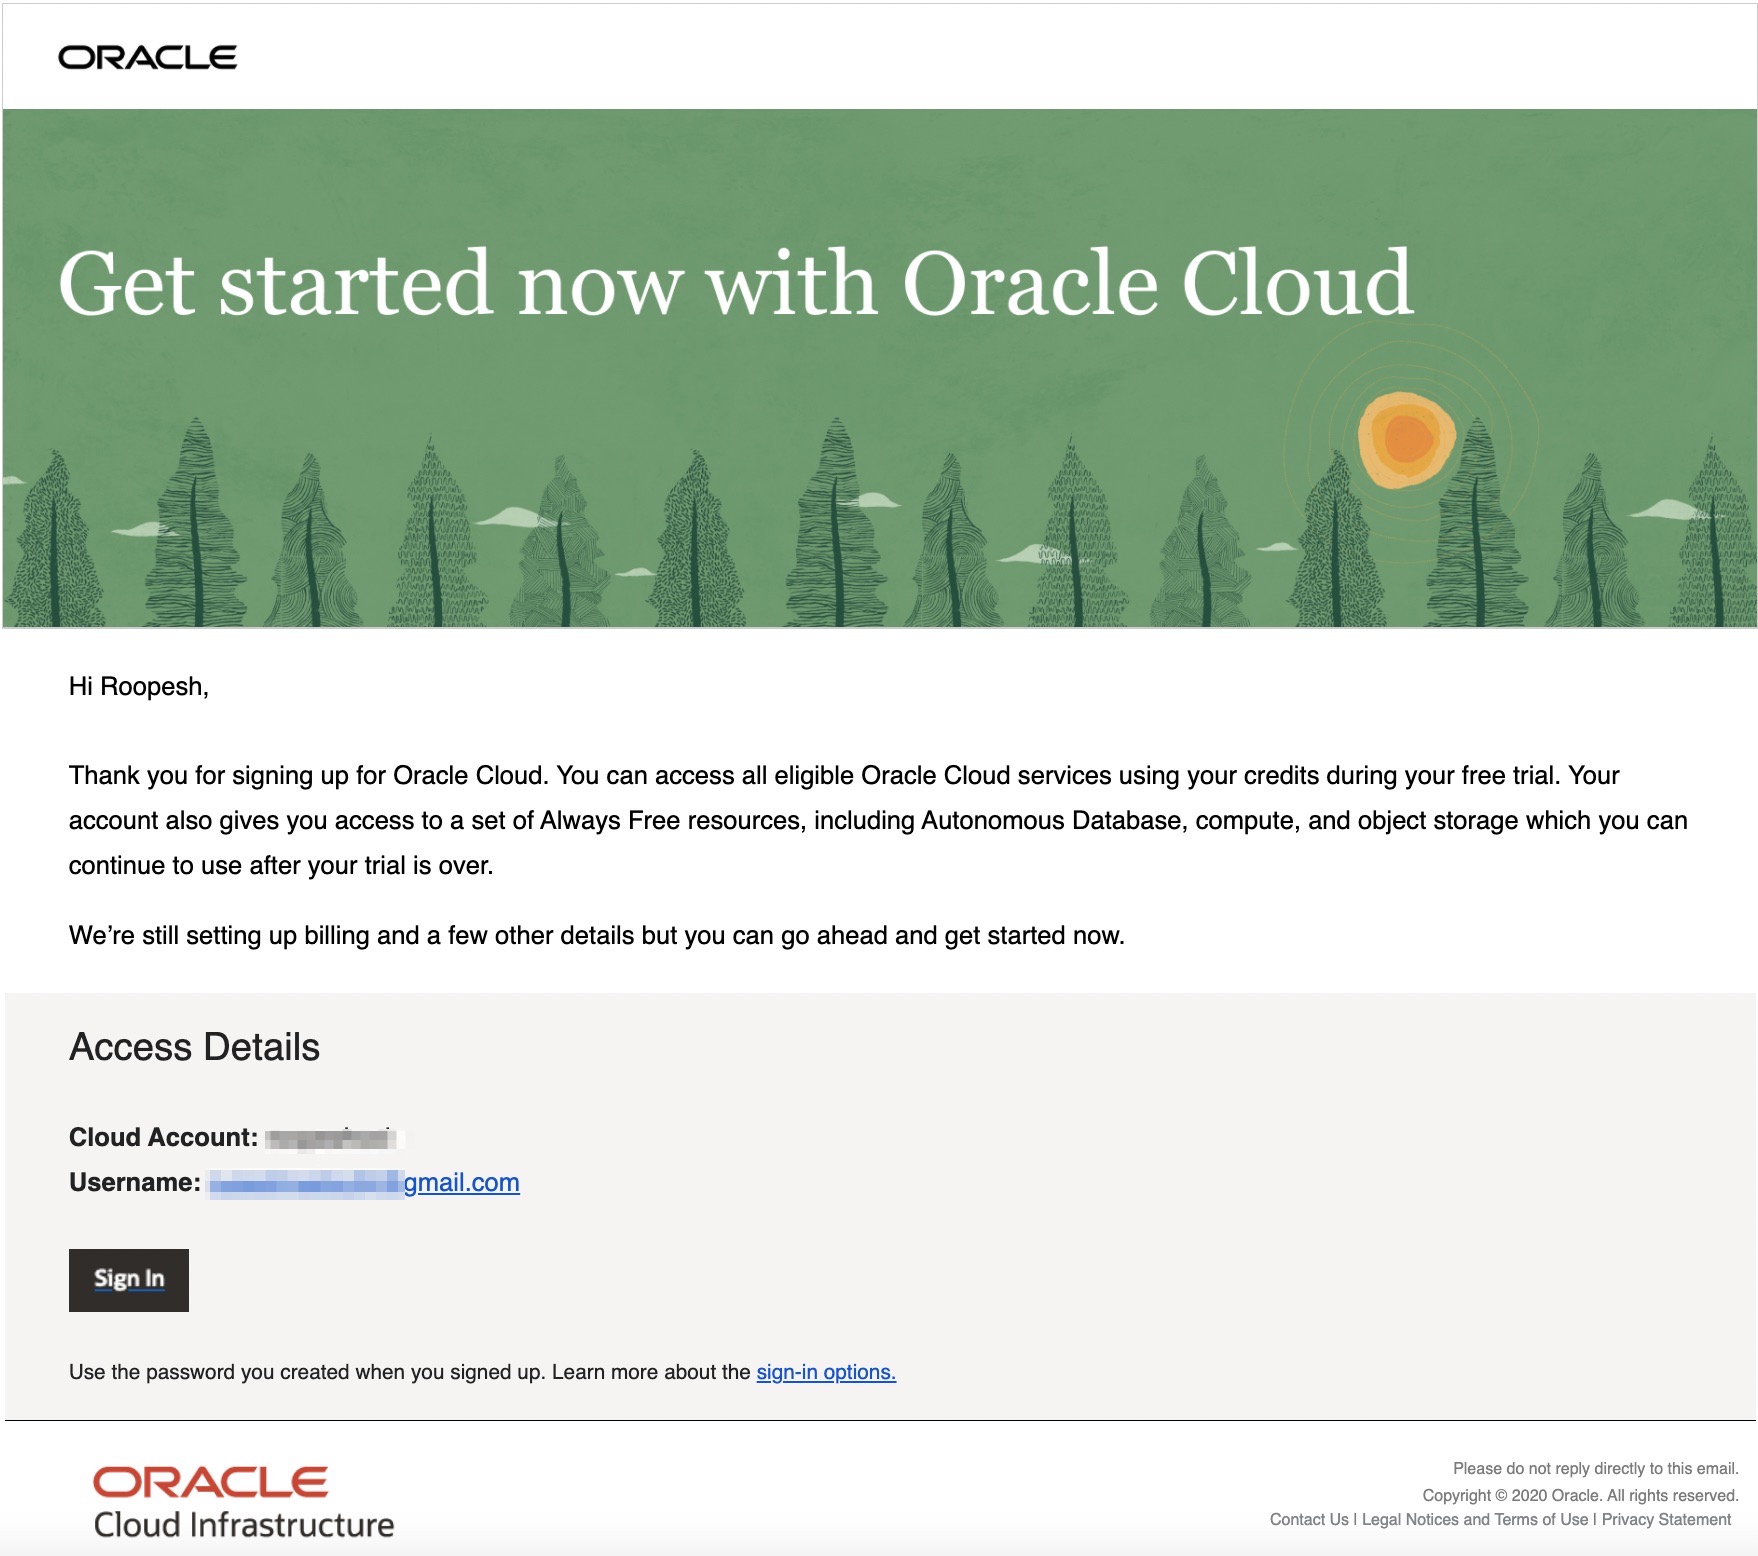 ORACLE
Get started now with Oracle Cloud
Hi Roopesh,
Thank you for signing up for Oracle Cloud. You can access all eligible Oracle Cloud services using your credits during your free trial. Your
account also gives you access to a set of Always Free resources, including Autonomous Database, compute, and object storage which you can
continue to use after your trial is over.
We’re still setting up billing and a few other details but you can go ahead and get started now.
Access Details
Cloud Account:
Username: gmail.com
Sign In
Use the password you created when you signed up. Learn more about the sign-in options.
ORACLE
Cloud Infrastructure
Please do not reply directly to this email.
Copyright © 2020 Oracle. All rights reserved.
Contact Us | Legal Notices and Terms of Use | Privacy Statement